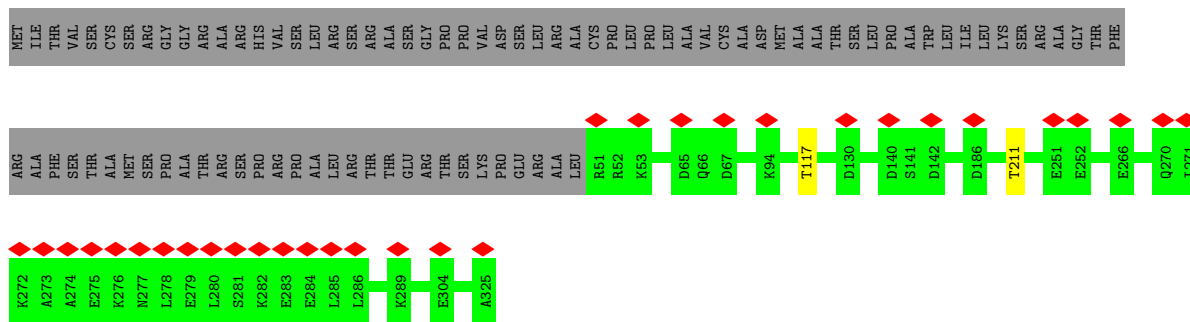 MET ILE THR VAL SER CYS SER ARG GLY GLY ARG ALA ARG HIS VAL SER LEU ARG SER ARG ALA SER GLY PRO PRO VAL ASP SER LEU ARG ALA CYS PRO LEU PRO LEU ALA VAL CYS ALA ASP MET ALA ALA THR SER LEU PRO ALA TRP LEU ILE LEU LYS SER ARG ALA GLY THR PHE
ARG ALA PHE SER THR ALA MET SER PRO ALA THR ARG SER PRO ARG PRO ALA LEU ARG THR THR GLU ARG THR SER LYS PRO GLU ARG ALA LEU R51 R52 K53 D65 Q66 D67 K94 T117 D130 D140 S141 D142 D186 T211 E251 E252 E266 Q270 I271
K272 A273 A274 E275 K276 N277 L278 E279 L280 S281 K282 E283 E284 L285 L286 K289 E304 A325